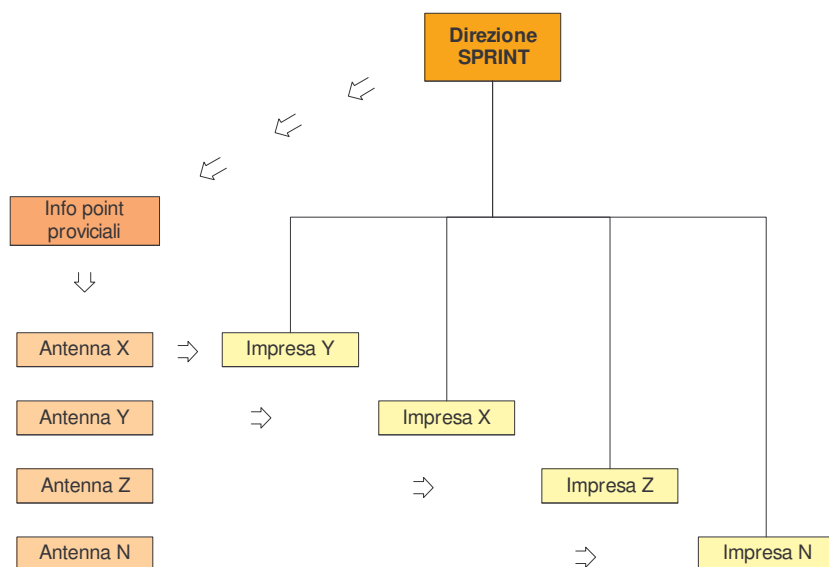 Direzione
SPRINT
Info point
proviciali
Antenna X
Impresa Y
Antenna Y
Impresa X
Antenna Z
Impresa Z
Antenna N
Impresa N